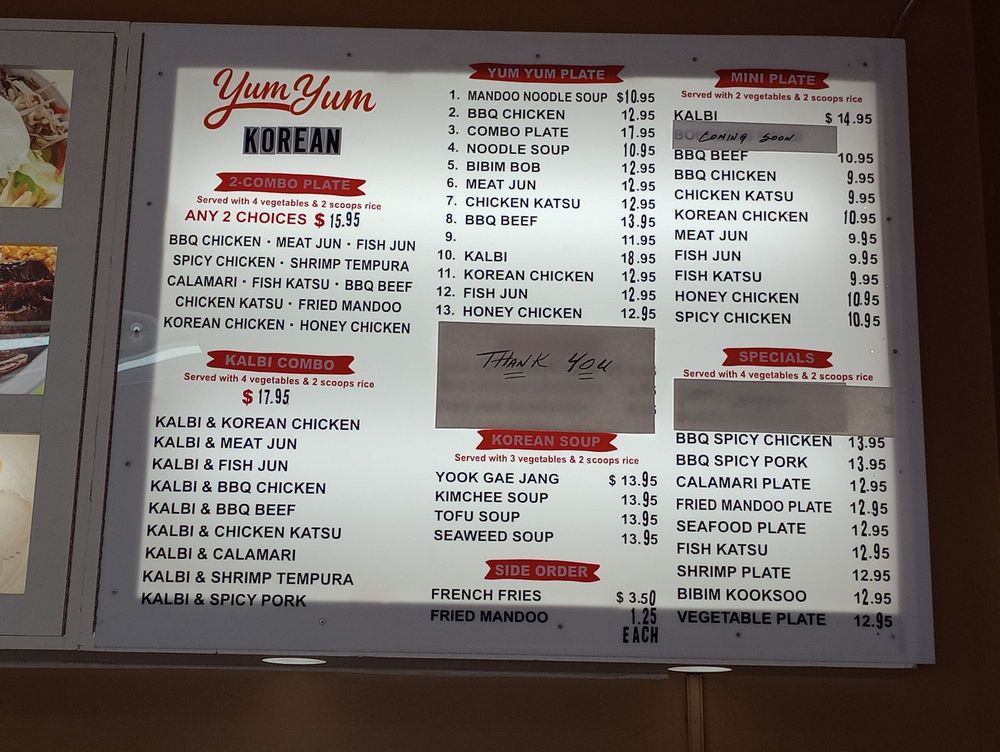 Yum Yum
KOREAN
2-COMBO PLATE
Served with 4 vegetables & 2 scoops rice
ANY 2 CHOICES $ 15.95
BBQ CHICKEN • MEAT JUN • FISH JUN
SPICY CHICKEN • SHRIMP TEMPURA
CALAMARI • FISH KATSU • BBQ BEEF
CHICKEN KATSU • FRIED MANDOO
KOREAN CHICKEN • HONEY CHICKEN
KALBI COMBO
Served with 4 vegetables & 2 scoops rice
$ 17.95
KALBI & KOREAN CHICKEN
KALBI & MEAT JUN
KALBI & FISH JUN
KALBI & BBQ CHICKEN
KALBI & BBQ BEEF
KALBI & CHICKEN KATSU
KALBI & CALAMARI
KALBI & SHRIMP TEMPURA
KALBI & SPICY PORK
YUM YUM PLATE
1. MANDOO NOODLE SOUP $10.95
2. BBQ CHICKEN 12.95
3. COMBO PLATE 17.95
4. NOODLE SOUP 10.95
5. BIBIM BOB 12.95
6. MEAT JUN 12.95
7. CHICKEN KATSU 12.95
8. BBQ BEEF 13.95
9. 11.95
10. KALBI 18.95
11. KOREAN CHICKEN 12.95
12. FISH JUN 12.95
13. HONEY CHICKEN 12.95
THANK YOU
KOREAN SOUP
Served with 3 vegetables & 2 scoops rice
YOOK GAE JANG $ 13.95
KIMCHEE SOUP 13.95
TOFU SOUP 13.95
SEAWEED SOUP 13.95
SIDE ORDER
FRENCH FRIES $ 3.50
FRIED MANDOO 1.25
EACH
MINI PLATE
Served with 2 vegetables & 2 scoops rice
KALBI $ 14.95
COMING SOON
BBQ BEEF 10.95
BBQ CHICKEN 9.95
CHICKEN KATSU 9.95
KOREAN CHICKEN 10.95
MEAT JUN 9.95
FISH JUN 9.95
FISH KATSU 9.95
HONEY CHICKEN 10.95
SPICY CHICKEN 10.95
SPECIALS
Served with 4 vegetables & 2 scoops rice
BBQ SPICY CHICKEN 13.95
BBQ SPICY PORK 13.95
CALAMARI PLATE 12.95
FRIED MANDOO PLATE 12.95
SEAFOOD PLATE 12.95
FISH KATSU 12.95
SHRIMP PLATE 12.95
BIBIM KOOKSOO 12.95
VEGETABLE PLATE 12.95